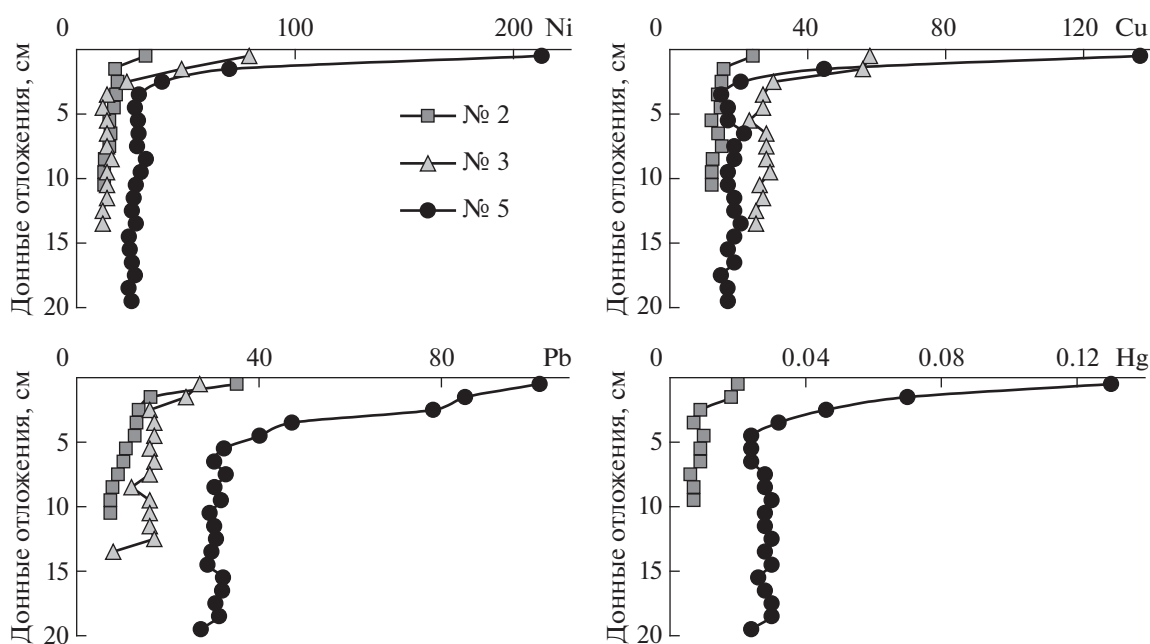 0 100 200 Ni
Донные отложения, см
5
10
15
20
№ 2
№ 3
№ 5
0 40 80 120 Cu
Донные отложения, см
5
10
15
20
0 40 80 Pb
Донные отложения, см
5
10
15
20
0 0.04 0.08 0.12 Hg
Донные отложения, см
5
10
15
20